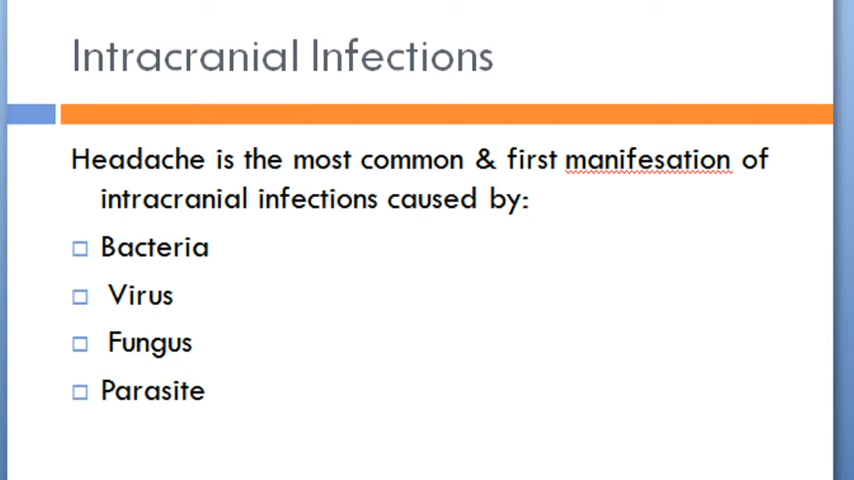 Intracranial Infections
Headache is the most common & first manifesation of
intracranial infections caused by:
Bacteria
Virus
Fungus
Parasite